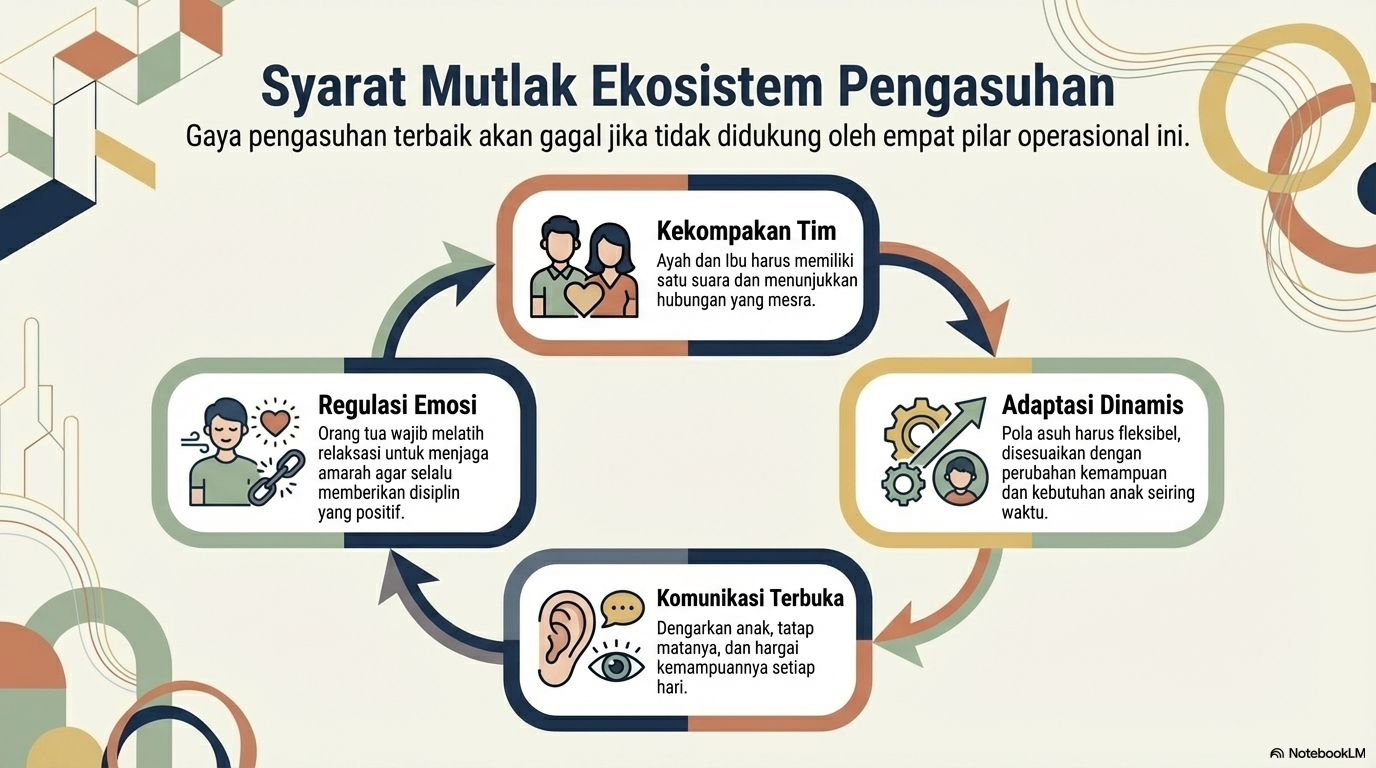 Syarat Mutlak Ekosistem Pengasuhan
Gaya pengasuhan terbaik akan gagal jika tidak didukung oleh empat pilar operasional ini.
Kekompakan Tim
Ayah dan Ibu harus memiliki
satu suara dan menunjukkan
hubungan yang mesra.
Adaptasi Dinamis
Pola asuh harus fleksibel,
disesuaikan dengan
perubahan kemampuan
dan kebutuhan anak seiring
waktu.
Komunikasi Terbuka
Dengarkan anak, tatap
matanya, dan hargai
kemampuannya setiap
hari.
Regulasi Emosi
Orang tua wajib melatih
relaksasi untuk menjaga
amarah agar selalu
memberikan disiplin
yang positif.
NotebookLM